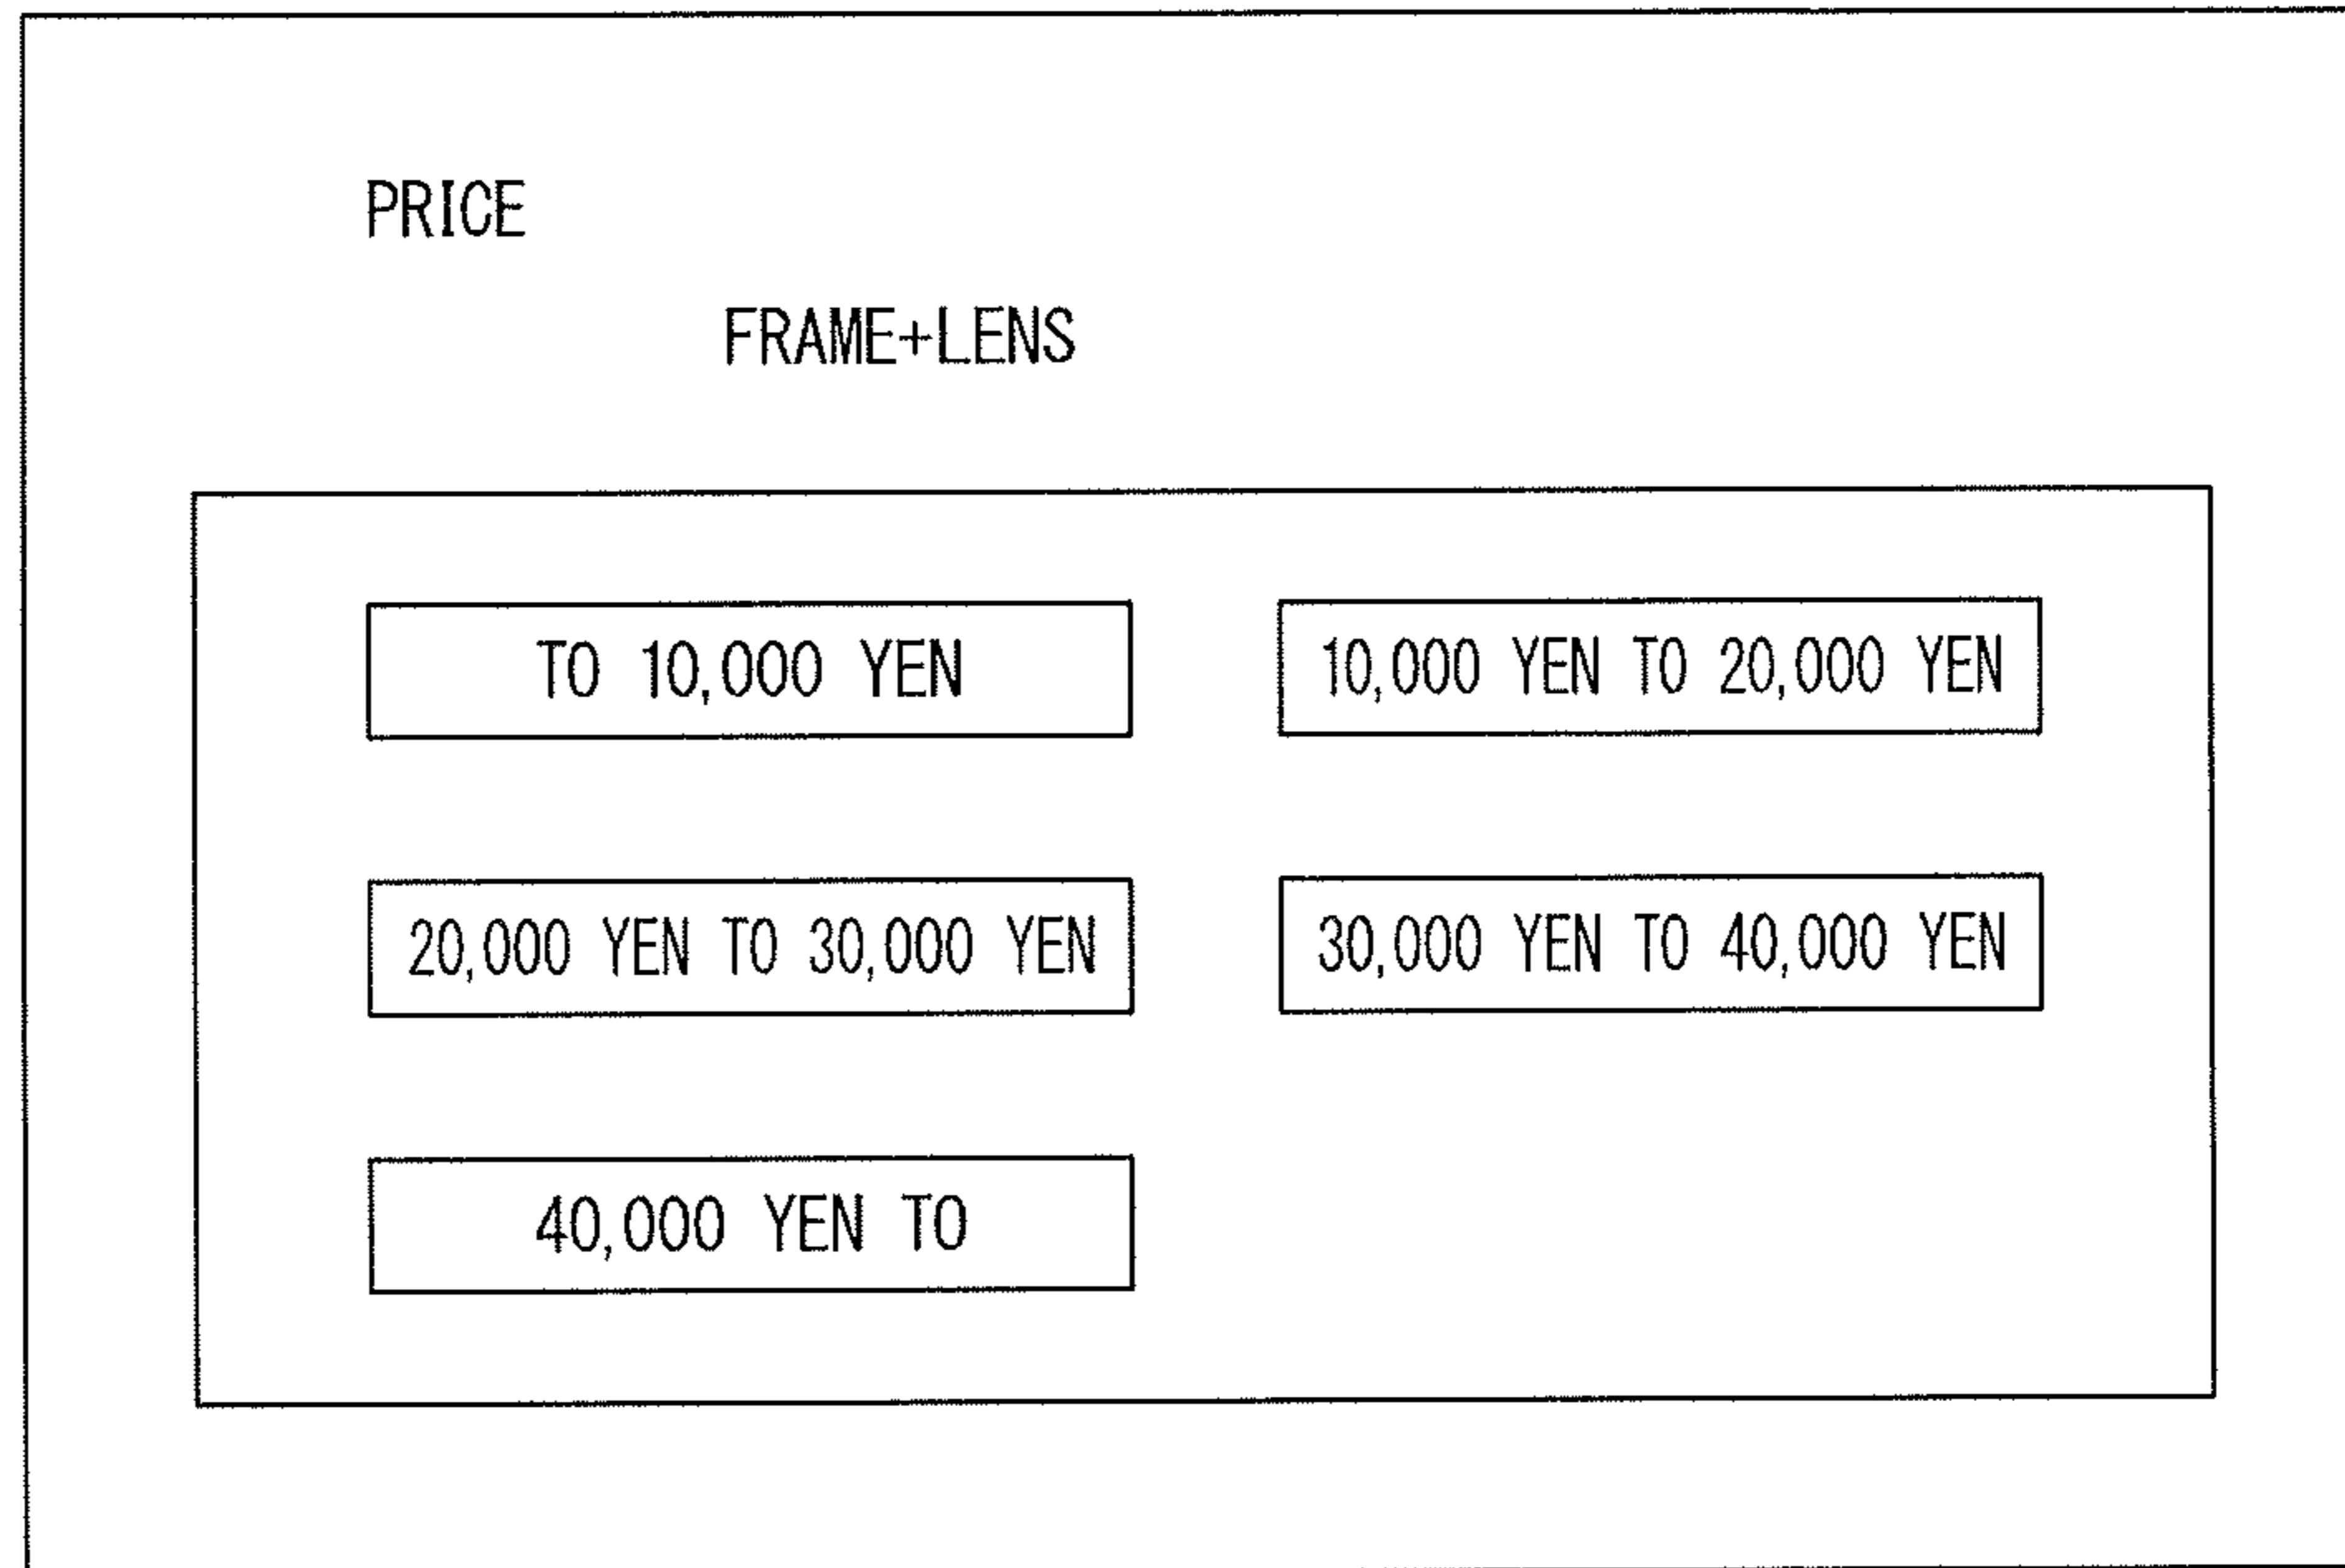 PRICE
FRAME+LENS
TO 10,000 YEN
10,000 YEN TO 20,000 YEN
20,000 YEN TO 30,000 YEN
30,000 YEN TO 40,000 YEN
40,000 YEN TO